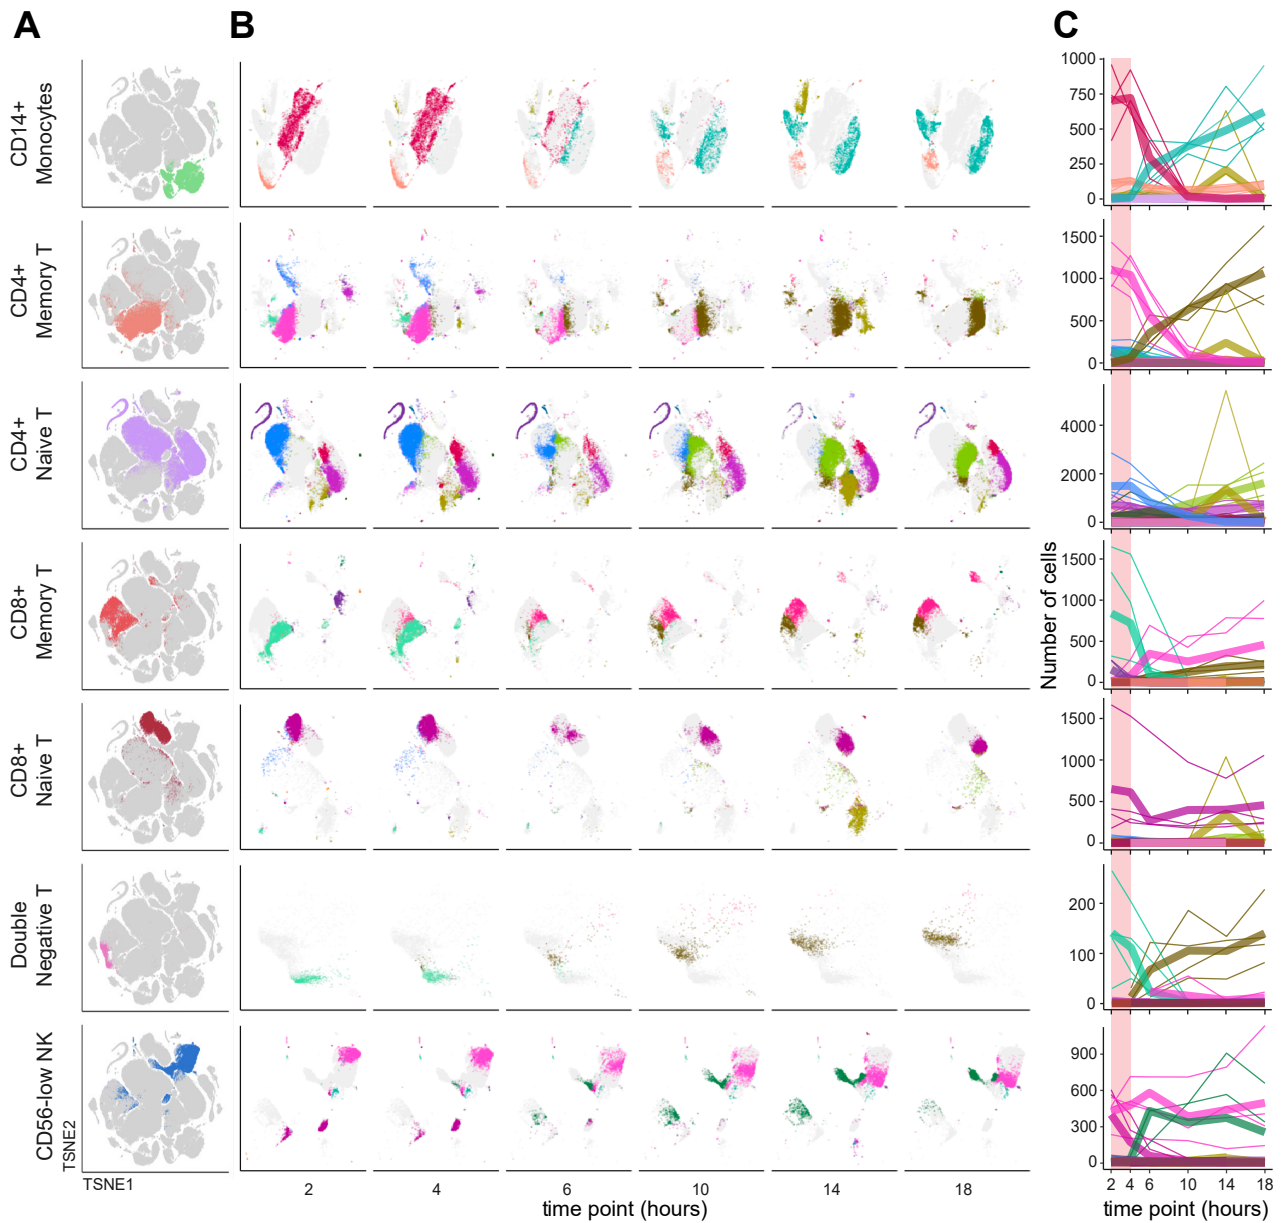 A B C
CD14+
Monocytes
1000
750
500
250
0
CD4+
Memory T
1500
1000
500
0
CD4+
Naive T
4000
2000
0
CD8+
Memory T
1500
1000
500
0
CD8+
Naive T
1500
1000
500
0
Double
Negative T
200
100
0
CD56-low NK
900
600
300
0
Number of cells
TSNE2
TSNE1
2 4 6 10 14 18
time point (hours)
2 4 6 10 14 18
time point (hours)